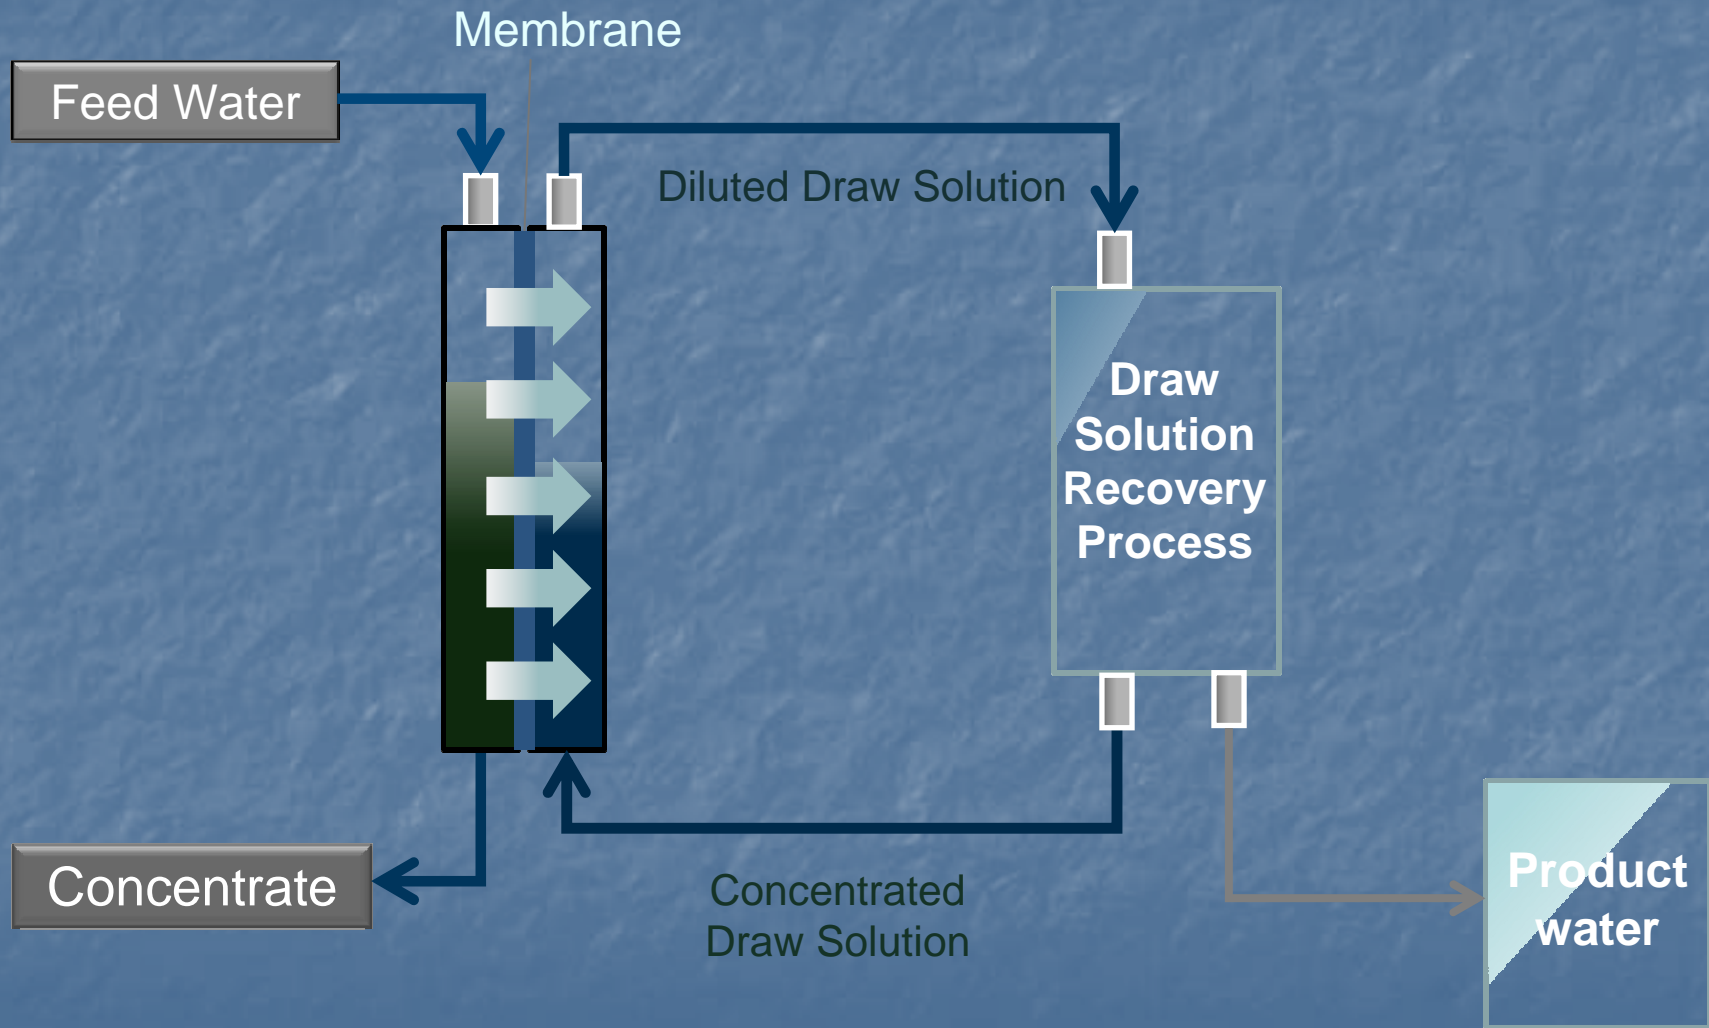 Membrane
Feed Water
Diluted Draw Solution
Draw
Solution
Recovery
Process
Concentrate
Concentrated
Draw Solution
Product
water